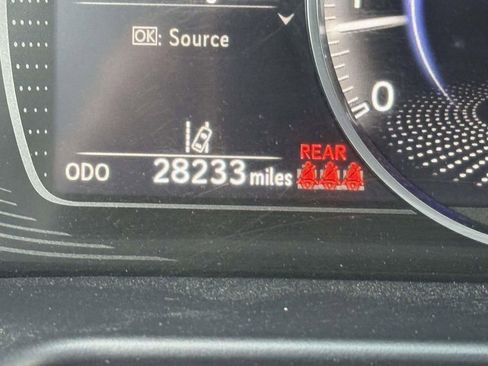 OK: Source
0
REAR
ODO 28233 miles